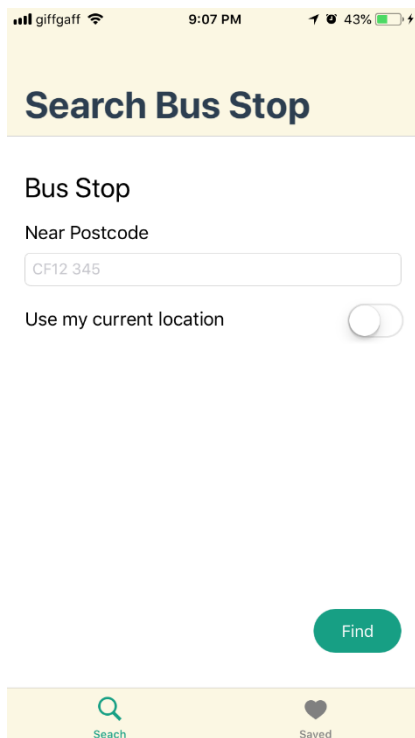 giffgaff 9:07 PM 43%
Search Bus Stop
Bus Stop
Near Postcode
CF12 345
Use my current location
Find
Seach Saved